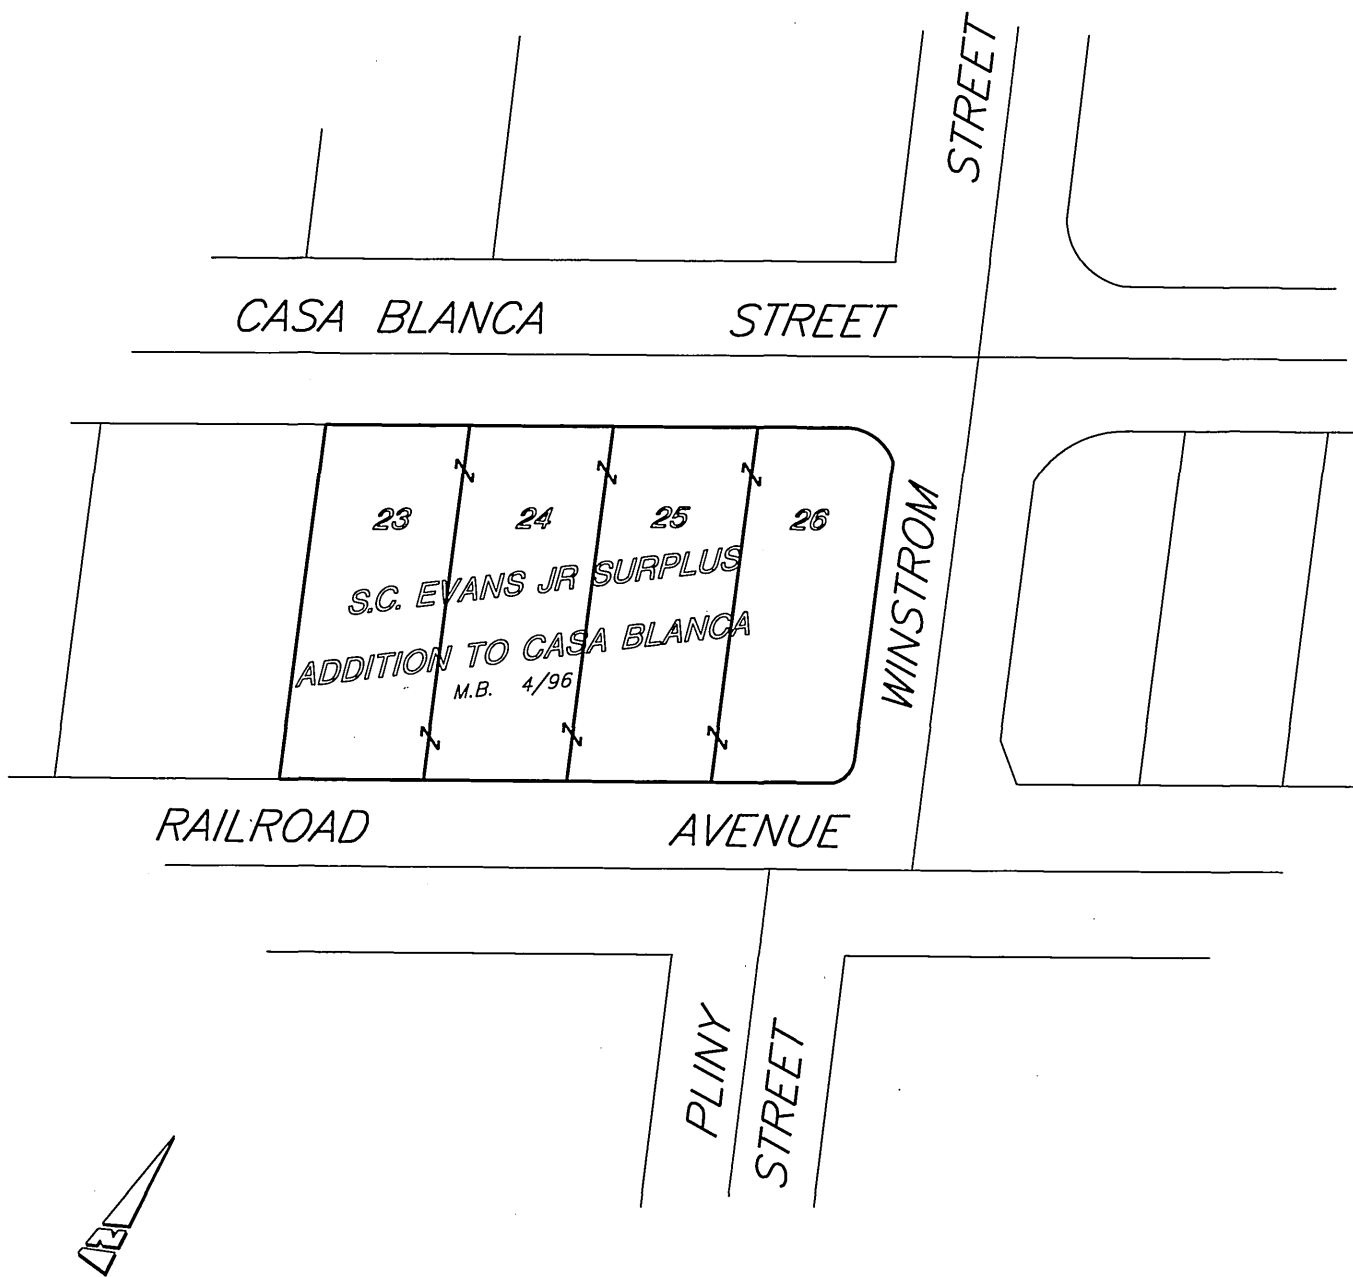 STREET
CASA BLANCA STREET
23 24 25 26
S.C. EVANS JR SURPLUS
ADDITION TO CASA BLANCA
M.B. 4/96
WINSTROM
RAILROAD AVENUE
PLINY
STREET
N